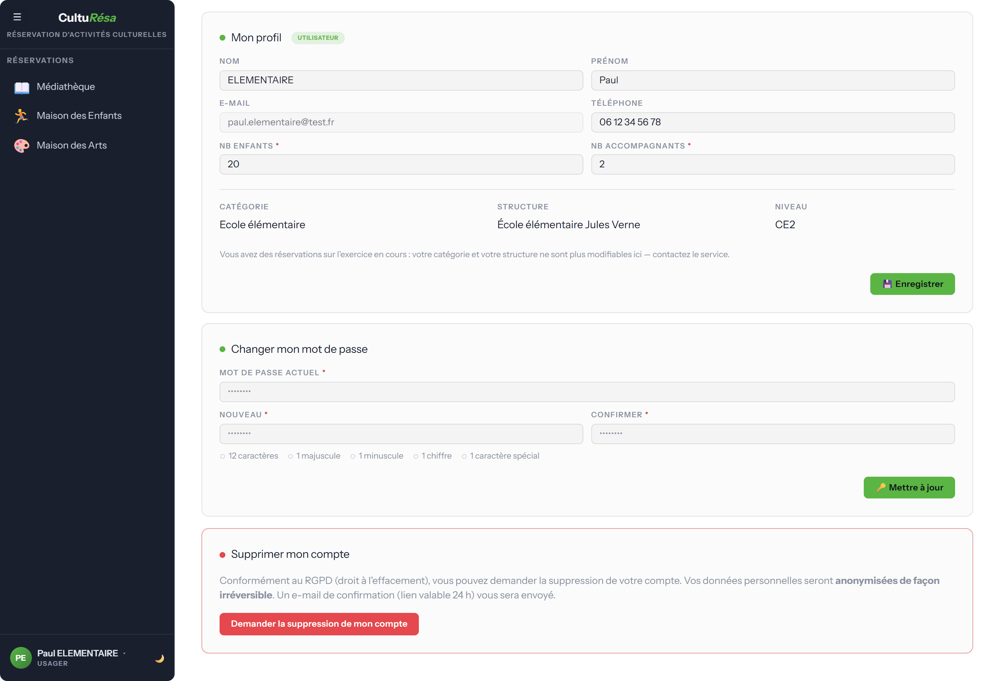 ☰ CultuRésa
RÉSERVATION D'ACTIVITÉS CULTURELLES
RÉSERVATIONS
Médiathèque
Maison des Enfants
Maison des Arts
Paul ELEMENTAIRE
USAGER
PE
Mon profil UTILISATEUR
NOM
ELEMENTAIRE
PRÉNOM
Paul
E-MAIL
paul.elementaire@test.fr
TÉLÉPHONE
06 12 34 56 78
NB ENFANTS *
20
NB ACCOMPAGNANTS *
2
CATÉGORIE
Ecole élémentaire
STRUCTURE
École élémentaire Jules Verne
NIVEAU
CE2
Vous avez des réservations sur l'exercice en cours : votre catégorie et votre structure ne sont plus modifiables ici — contactez le service.
Enregistrer
Changer mon mot de passe
MOT DE PASSE ACTUEL *
••••••••
NOUVEAU *
••••••••
CONFIRMER *
••••••••
○ 12 caractères ○ 1 majuscule ○ 1 minuscule ○ 1 chiffre ○ 1 caractère spécial
Mettre à jour
Supprimer mon compte
Conformément au RGPD (droit à l'effacement), vous pouvez demander la suppression de votre compte. Vos données personnelles seront anonymisées de façon
irréversible. Un e-mail de confirmation (lien valable 24 h) vous sera envoyé.
Demander la suppression de mon compte